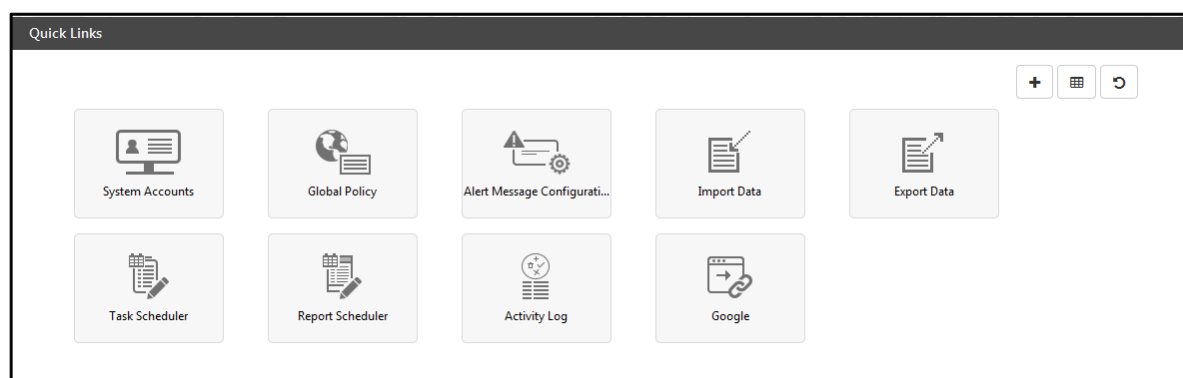 Quick Links
System Accounts
Global Policy
Alert Message Configurati...
Import Data
Export Data
Task Scheduler
Report Scheduler
Activity Log
Google